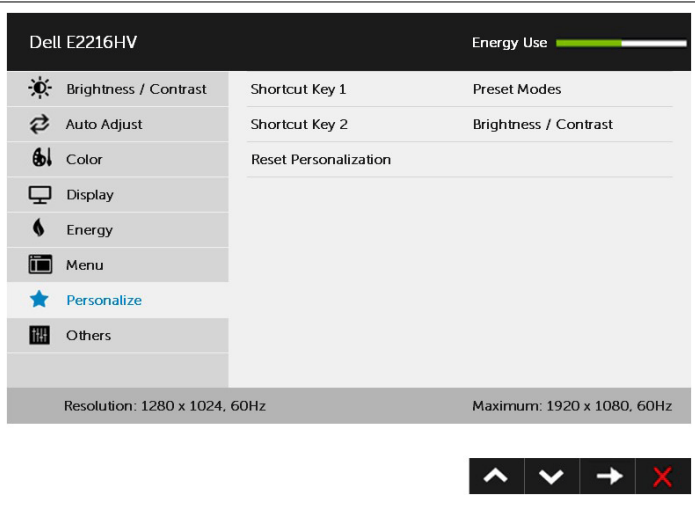 Dell E2216HV Energy Use
Brightness / Contrast Shortcut Key 1 Preset Modes
Auto Adjust Shortcut Key 2 Brightness / Contrast
Color Reset Personalization
Display
Energy
Menu
Personalize
Others
Resolution: 1280 x 1024, 60Hz Maximum: 1920 x 1080, 60Hz